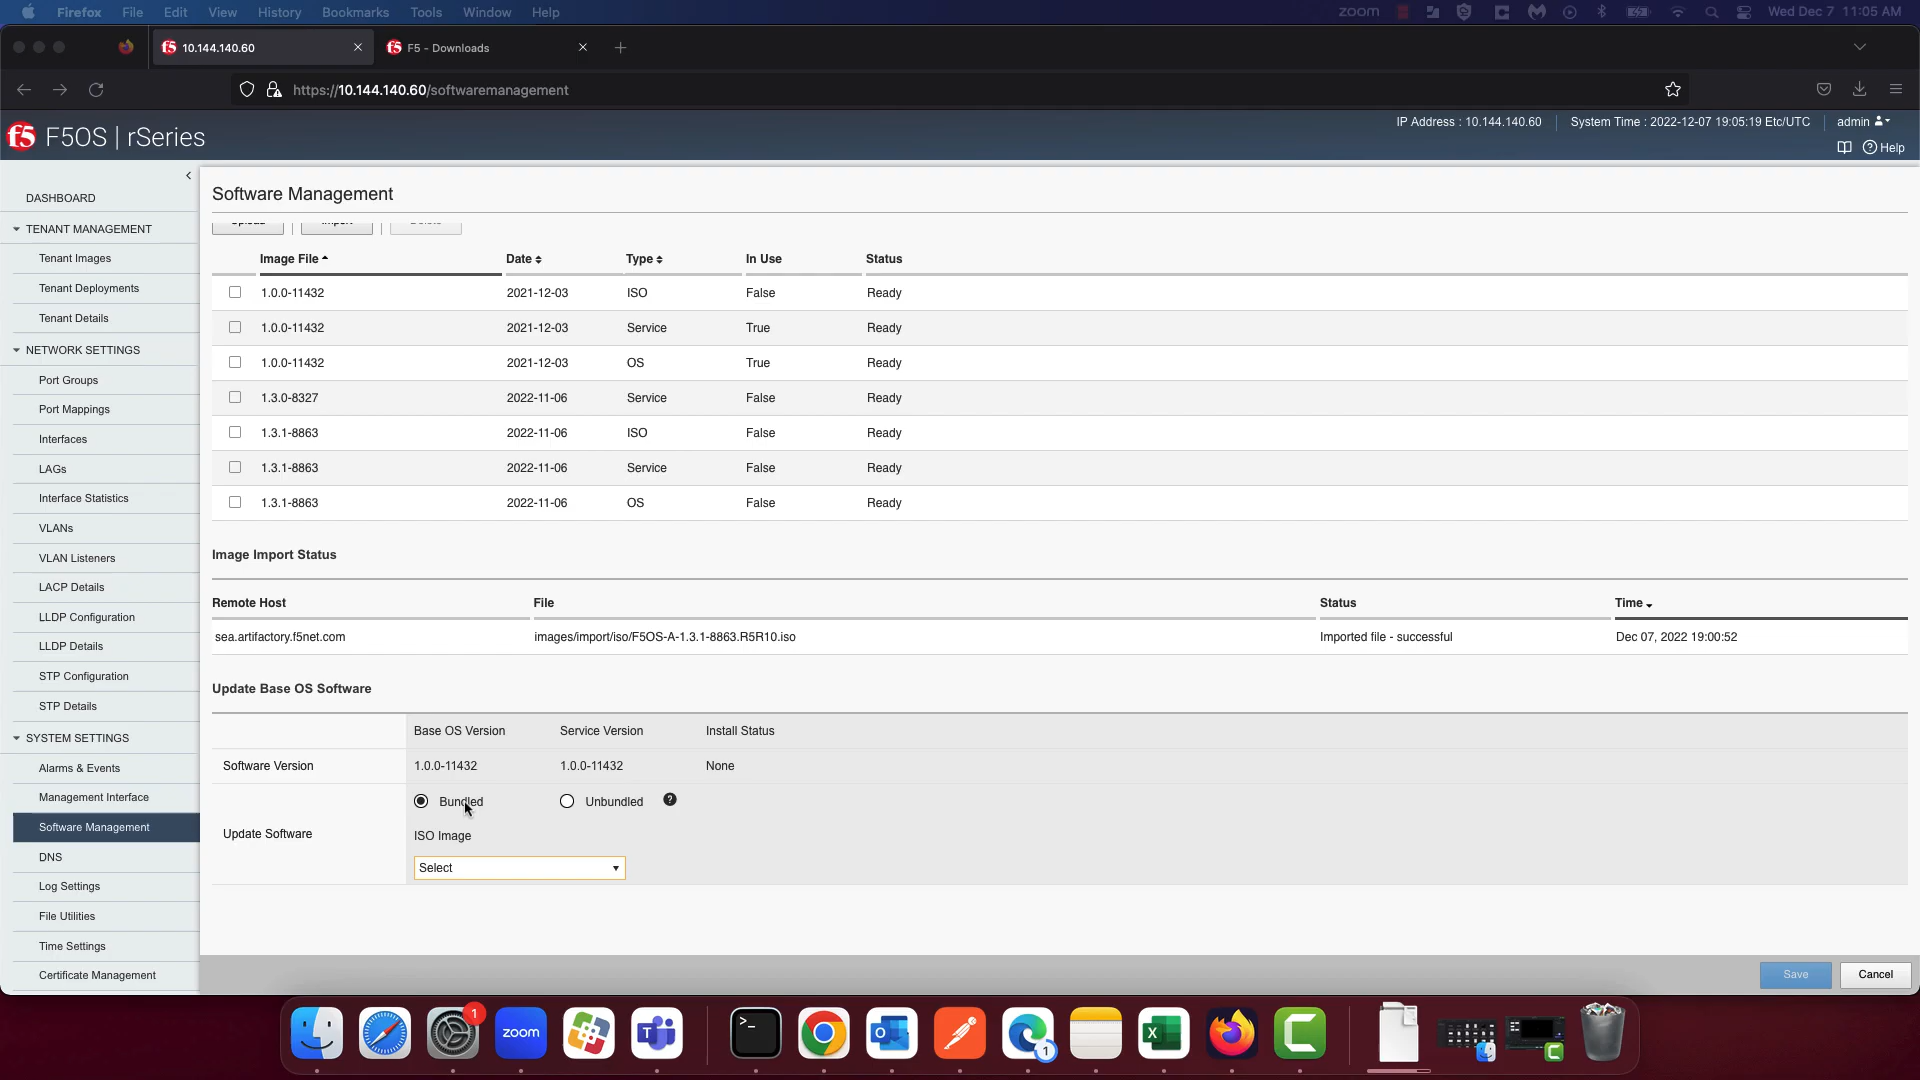 Firefox File Edit View History Bookmarks Tools Window Help zoom Wed Dec 7 11:05 AM
10.144.140.60 F5 - Downloads
https://10.144.140.60/softwaremanagement
f5 F5OS | rSeries
IP Address : 10.144.140.60 System Time : 2022-12-07 19:05:19 Etc/UTC admin
Help
DASHBOARD
TENANT MANAGEMENT
Tenant Images
Tenant Deployments
Tenant Details
NETWORK SETTINGS
Port Groups
Port Mappings
Interfaces
LAGs
Interface Statistics
VLANs
VLAN Listeners
LACP Details
LLDP Configuration
LLDP Details
STP Configuration
STP Details
SYSTEM SETTINGS
Alarms & Events
Management Interface
Software Management
DNS
Log Settings
File Utilities
Time Settings
Certificate Management
Software Management
Upload Import Delete
Image File Date Type In Use Status
1.0.0-11432 2021-12-03 ISO False Ready
1.0.0-11432 2021-12-03 Service True Ready
1.0.0-11432 2021-12-03 OS True Ready
1.3.0-8327 2022-11-06 Service False Ready
1.3.1-8863 2022-11-06 ISO False Ready
1.3.1-8863 2022-11-06 Service False Ready
1.3.1-8863 2022-11-06 OS False Ready
Image Import Status
Remote Host File Status Time
sea.artifactory.f5net.com images/import/iso/F5OS-A-1.3.1-8863.R5R10.iso Imported file - successful Dec 07, 2022 19:00:52
Update Base OS Software
Base OS Version Service Version Install Status
Software Version 1.0.0-11432 1.0.0-11432 None
Bundled Unbundled ?
Update Software
ISO Image
Select
Save Cancel
1 zoom 1